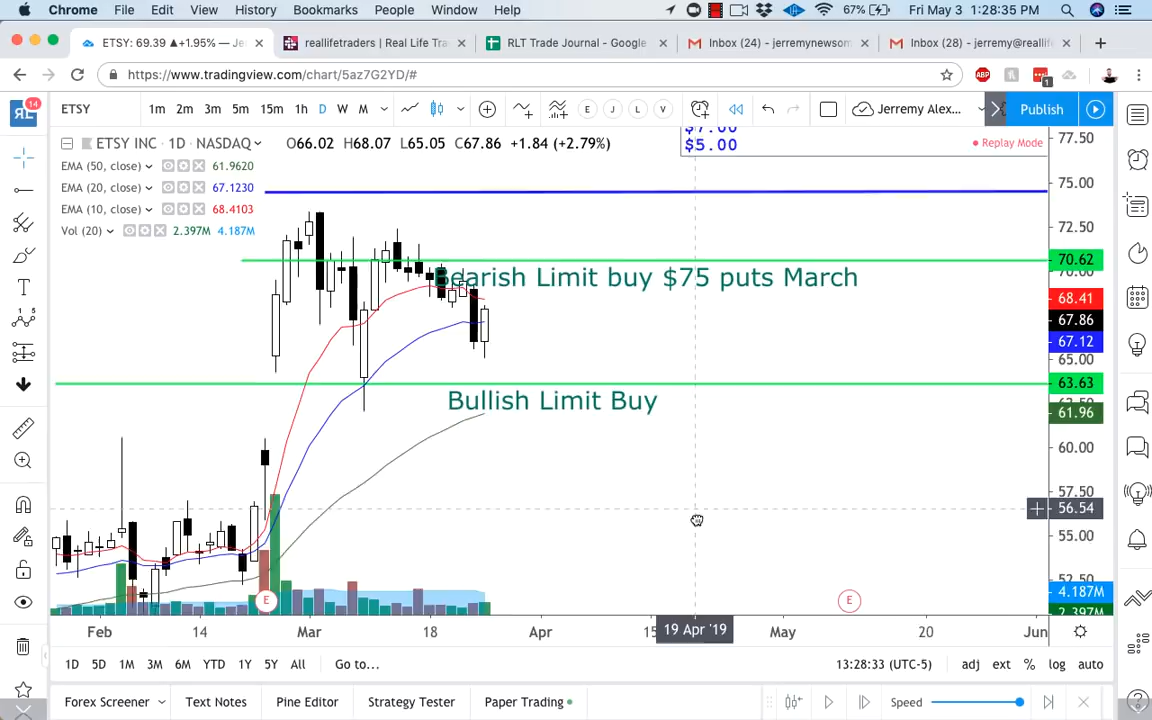 Chrome File Edit View History Bookmarks People Window Help 67% Fri May 3 1:28:35 PM
ETSY: 69.39 ▲+1.95% — Je × reallifetraders | Real Life Tra × RLT Trade Journal - Google × Inbox (24) - jerremynewsom × Inbox (28) - jeremy@reallif × +
https://www.tradingview.com/chart/5az7G2YD/# ABP 1
14 ETSY 1m 2m 3m 5m 15m 1h D W M E J L V Jerremy Alex... Publish
$7.00
$5.00
ETSY INC · 1D · NASDAQ O66.02 H68.07 L65.05 C67.86 +1.84 (+2.79%) Replay Mode 77.50
EMA (50, close) 61.9620
EMA (20, close) 67.1230 75.00
EMA (10, close) 68.4103
Vol (20) 2.397M 4.187M 72.50
70.62
70.00
Bearish Limit buy $75 puts March
68.41
67.86
67.12
65.00
63.63
Bullish Limit Buy
61.96
60.00
57.50
56.54
55.00
52.50
4.187M
E E 2.397M
Feb 14 Mar 18 Apr 15 19 Apr '19 May 20 Jun
1D 5D 1M 3M 6M YTD 1Y 5Y All Go to... 13:28:33 (UTC-5) adj ext % log auto
Forex Screener Text Notes Pine Editor Strategy Tester Paper Trading Speed